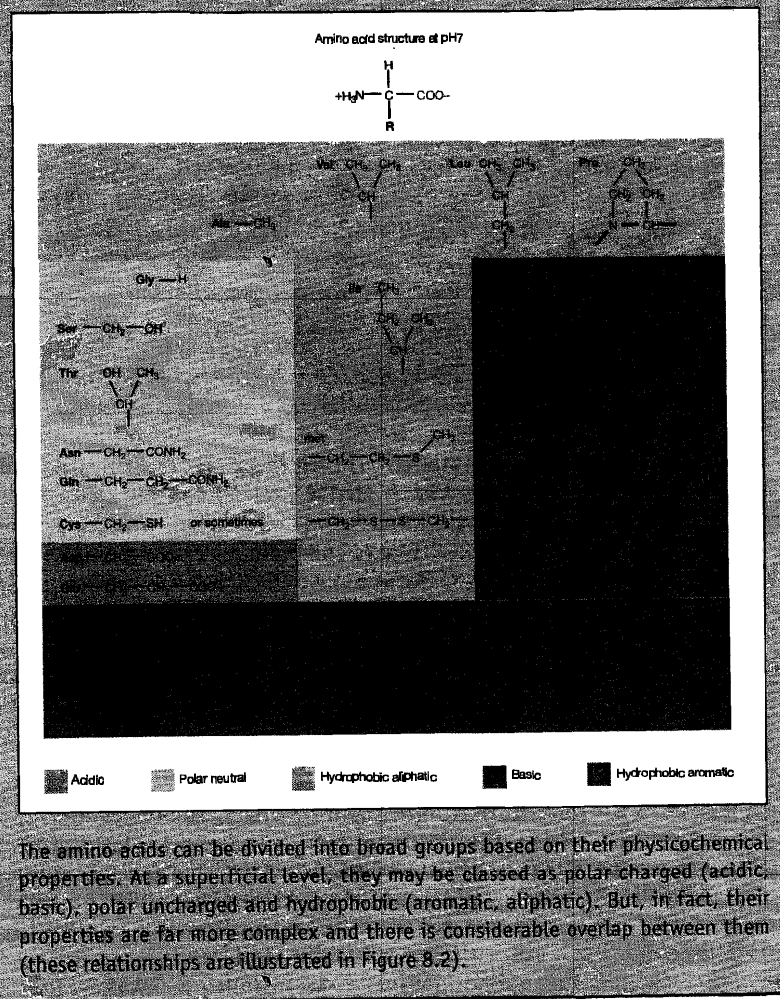 Amino acid structure at pH7
H
+H₃N—C—COO–
R
Val CH₃ CH₃
CH
Leu CH₃ CH₃
CH
CH₂
Pro CH₂
CH₂ CH₂
N—CH
Ala—CH₃
Gly—H
Ser—CH₂—OH
Thr OH CH₃
CH
Asn—CH₂—CONH₂
Gln—CH₂—CH₂—CONH₂
Cys—CH₂—SH or sometimes
—CH₂—S—S—CH₂—
Ile CH₃
CH₂ CH₃
CH
met CH₃
—CH₂—CH₂—S
Acidic
Polar neutral
Hydrophobic aliphatic
Basic
Hydrophobic aromatic
The amino acids can be divided into broad groups based on their physicochemical
properties. At a superficial level, they may be classed as polar charged (acidic,
basic), polar uncharged and hydrophobic (aromatic, aliphatic). But, in fact, their
properties are far more complex and there is considerable overlap between them
(these relationships are illustrated in Figure 8.2).